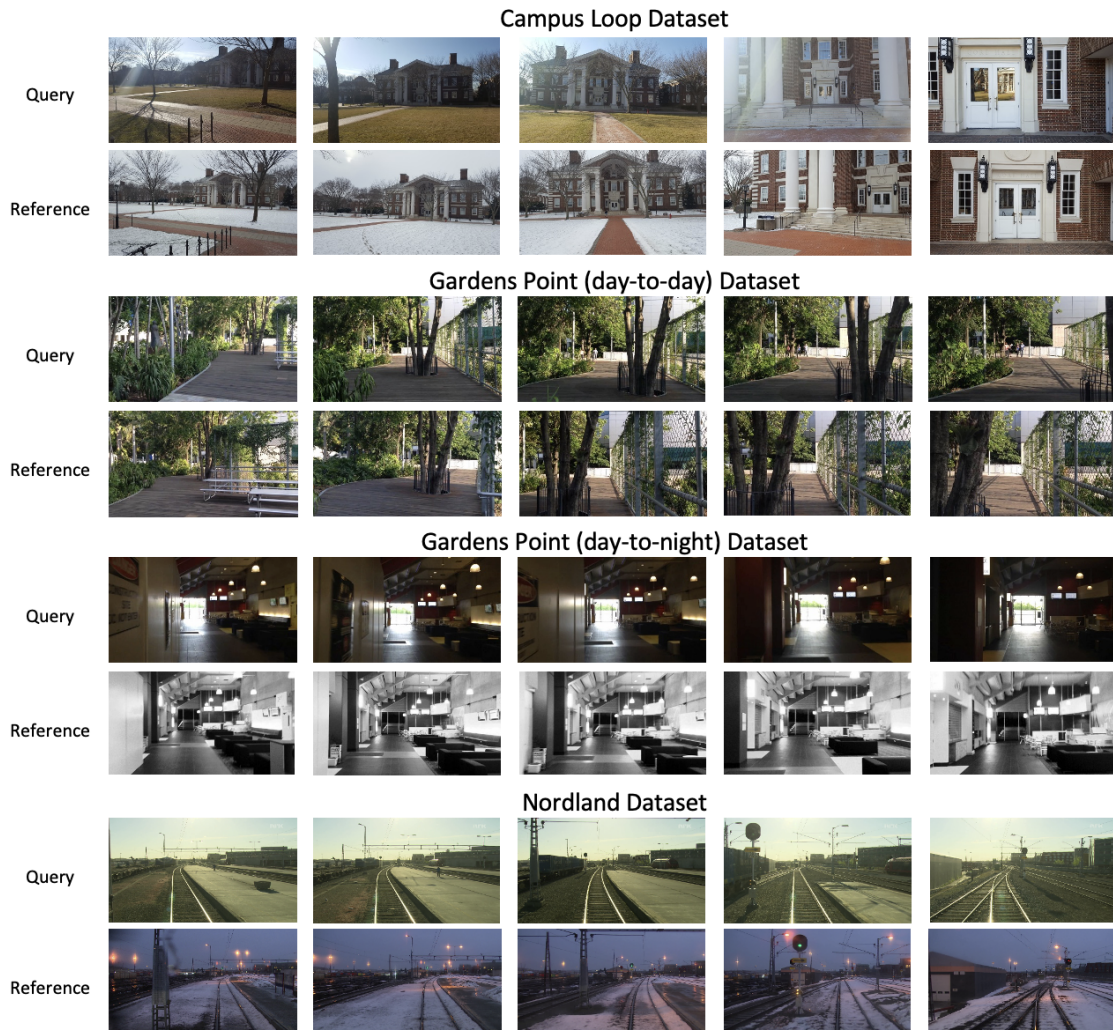 Campus Loop Dataset
Query
Reference
Gardens Point (day-to-day) Dataset
Query
Reference
Gardens Point (day-to-night) Dataset
Query
Reference
Nordland Dataset
Query
Reference